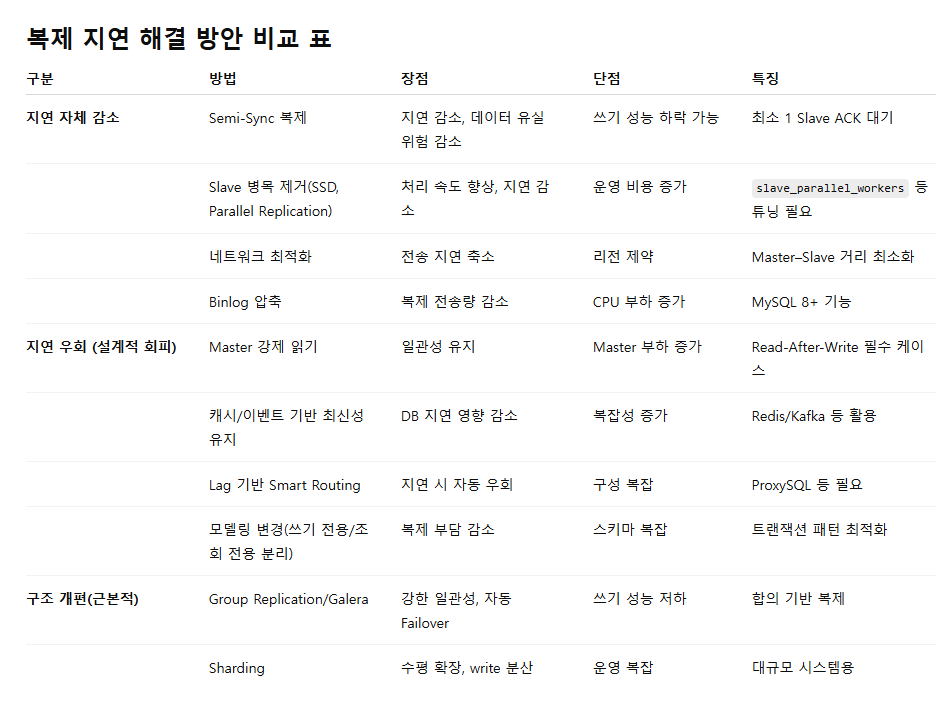 복제 지연 해결 방안 비교 표
구분 방법 장점 단점 특징
지연 자체 감소 Semi-Sync 복제 지연 감소, 데이터 유실 쓰기 성능 하락 가능 최소 1 Slave ACK 대기
위험 감소
Slave 병목 제거(SSD, 처리 속도 향상, 지연 감 운영 비용 증가 slave_parallel_workers 등
Parallel Replication) 소 튜닝 필요
네트워크 최적화 전송 지연 축소 리전 제약 Master–Slave 거리 최소화
Binlog 압축 복제 전송량 감소 CPU 부하 증가 MySQL 8+ 기능
지연 우회 (설계적 회피) Master 강제 읽기 일관성 유지 Master 부하 증가 Read-After-Write 필수 케이
스
캐시/이벤트 기반 최신성 DB 지연 영향 감소 복잡성 증가 Redis/Kafka 등 활용
유지
Lag 기반 Smart Routing 지연 시 자동 우회 구성 복잡 ProxySQL 등 필요
모델링 변경(쓰기 전용/조 복제 부담 감소 스키마 복잡 트랜잭션 패턴 최적화
회 전용 분리)
구조 개편(근본적) Group Replication/Galera 강한 일관성, 자동 쓰기 성능 저하 합의 기반 복제
Failover
Sharding 수평 확장, write 분산 운영 복잡 대규모 시스템용